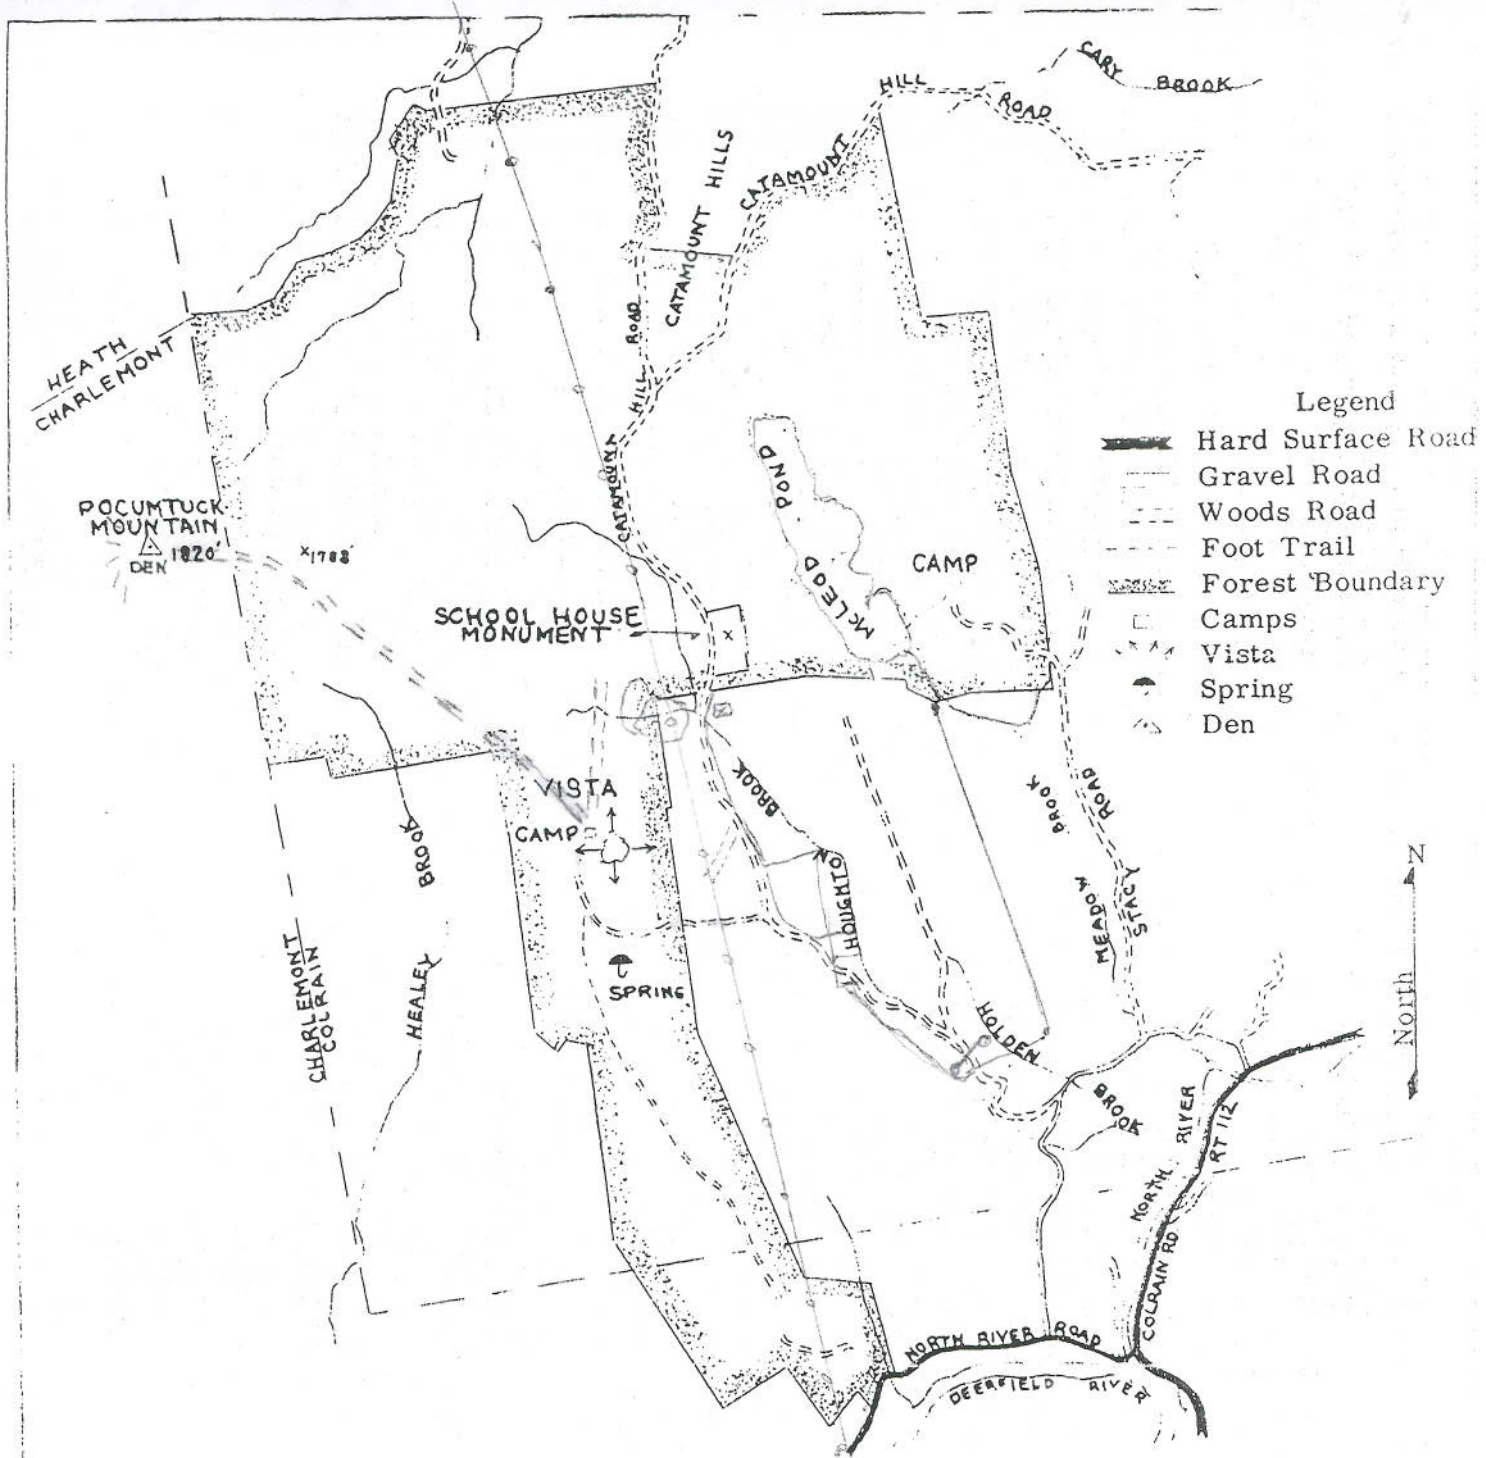 CARY
BROOK
HILL
ROAD
CATAMOUNT
CATAMOUNT HILLS
HEATH
CHARLEMONT
ROAD
HILL
CATAMOUNT
POCUMTUCK
MOUNTAIN
1820'
DEN
x1788'
McLEOD POND
CAMP
SCHOOL HOUSE
MONUMENT
x
Legend
Hard Surface Road
Gravel Road
Woods Road
Foot Trail
Forest Boundary
Camps
Vista
Spring
Den
VISTA
CAMP
SPRING
HEALEY
BROOK
CHARLEMONT
COLRAIN
HOUGHTON
BROOK
MEADOW
BROOK
STACY
ROAD
HOLDEN
BROOK
N
North
NORTH
RIVER
COLRAIN RD
RT 112
NORTH RIVER ROAD
DEERFIELD RIVER